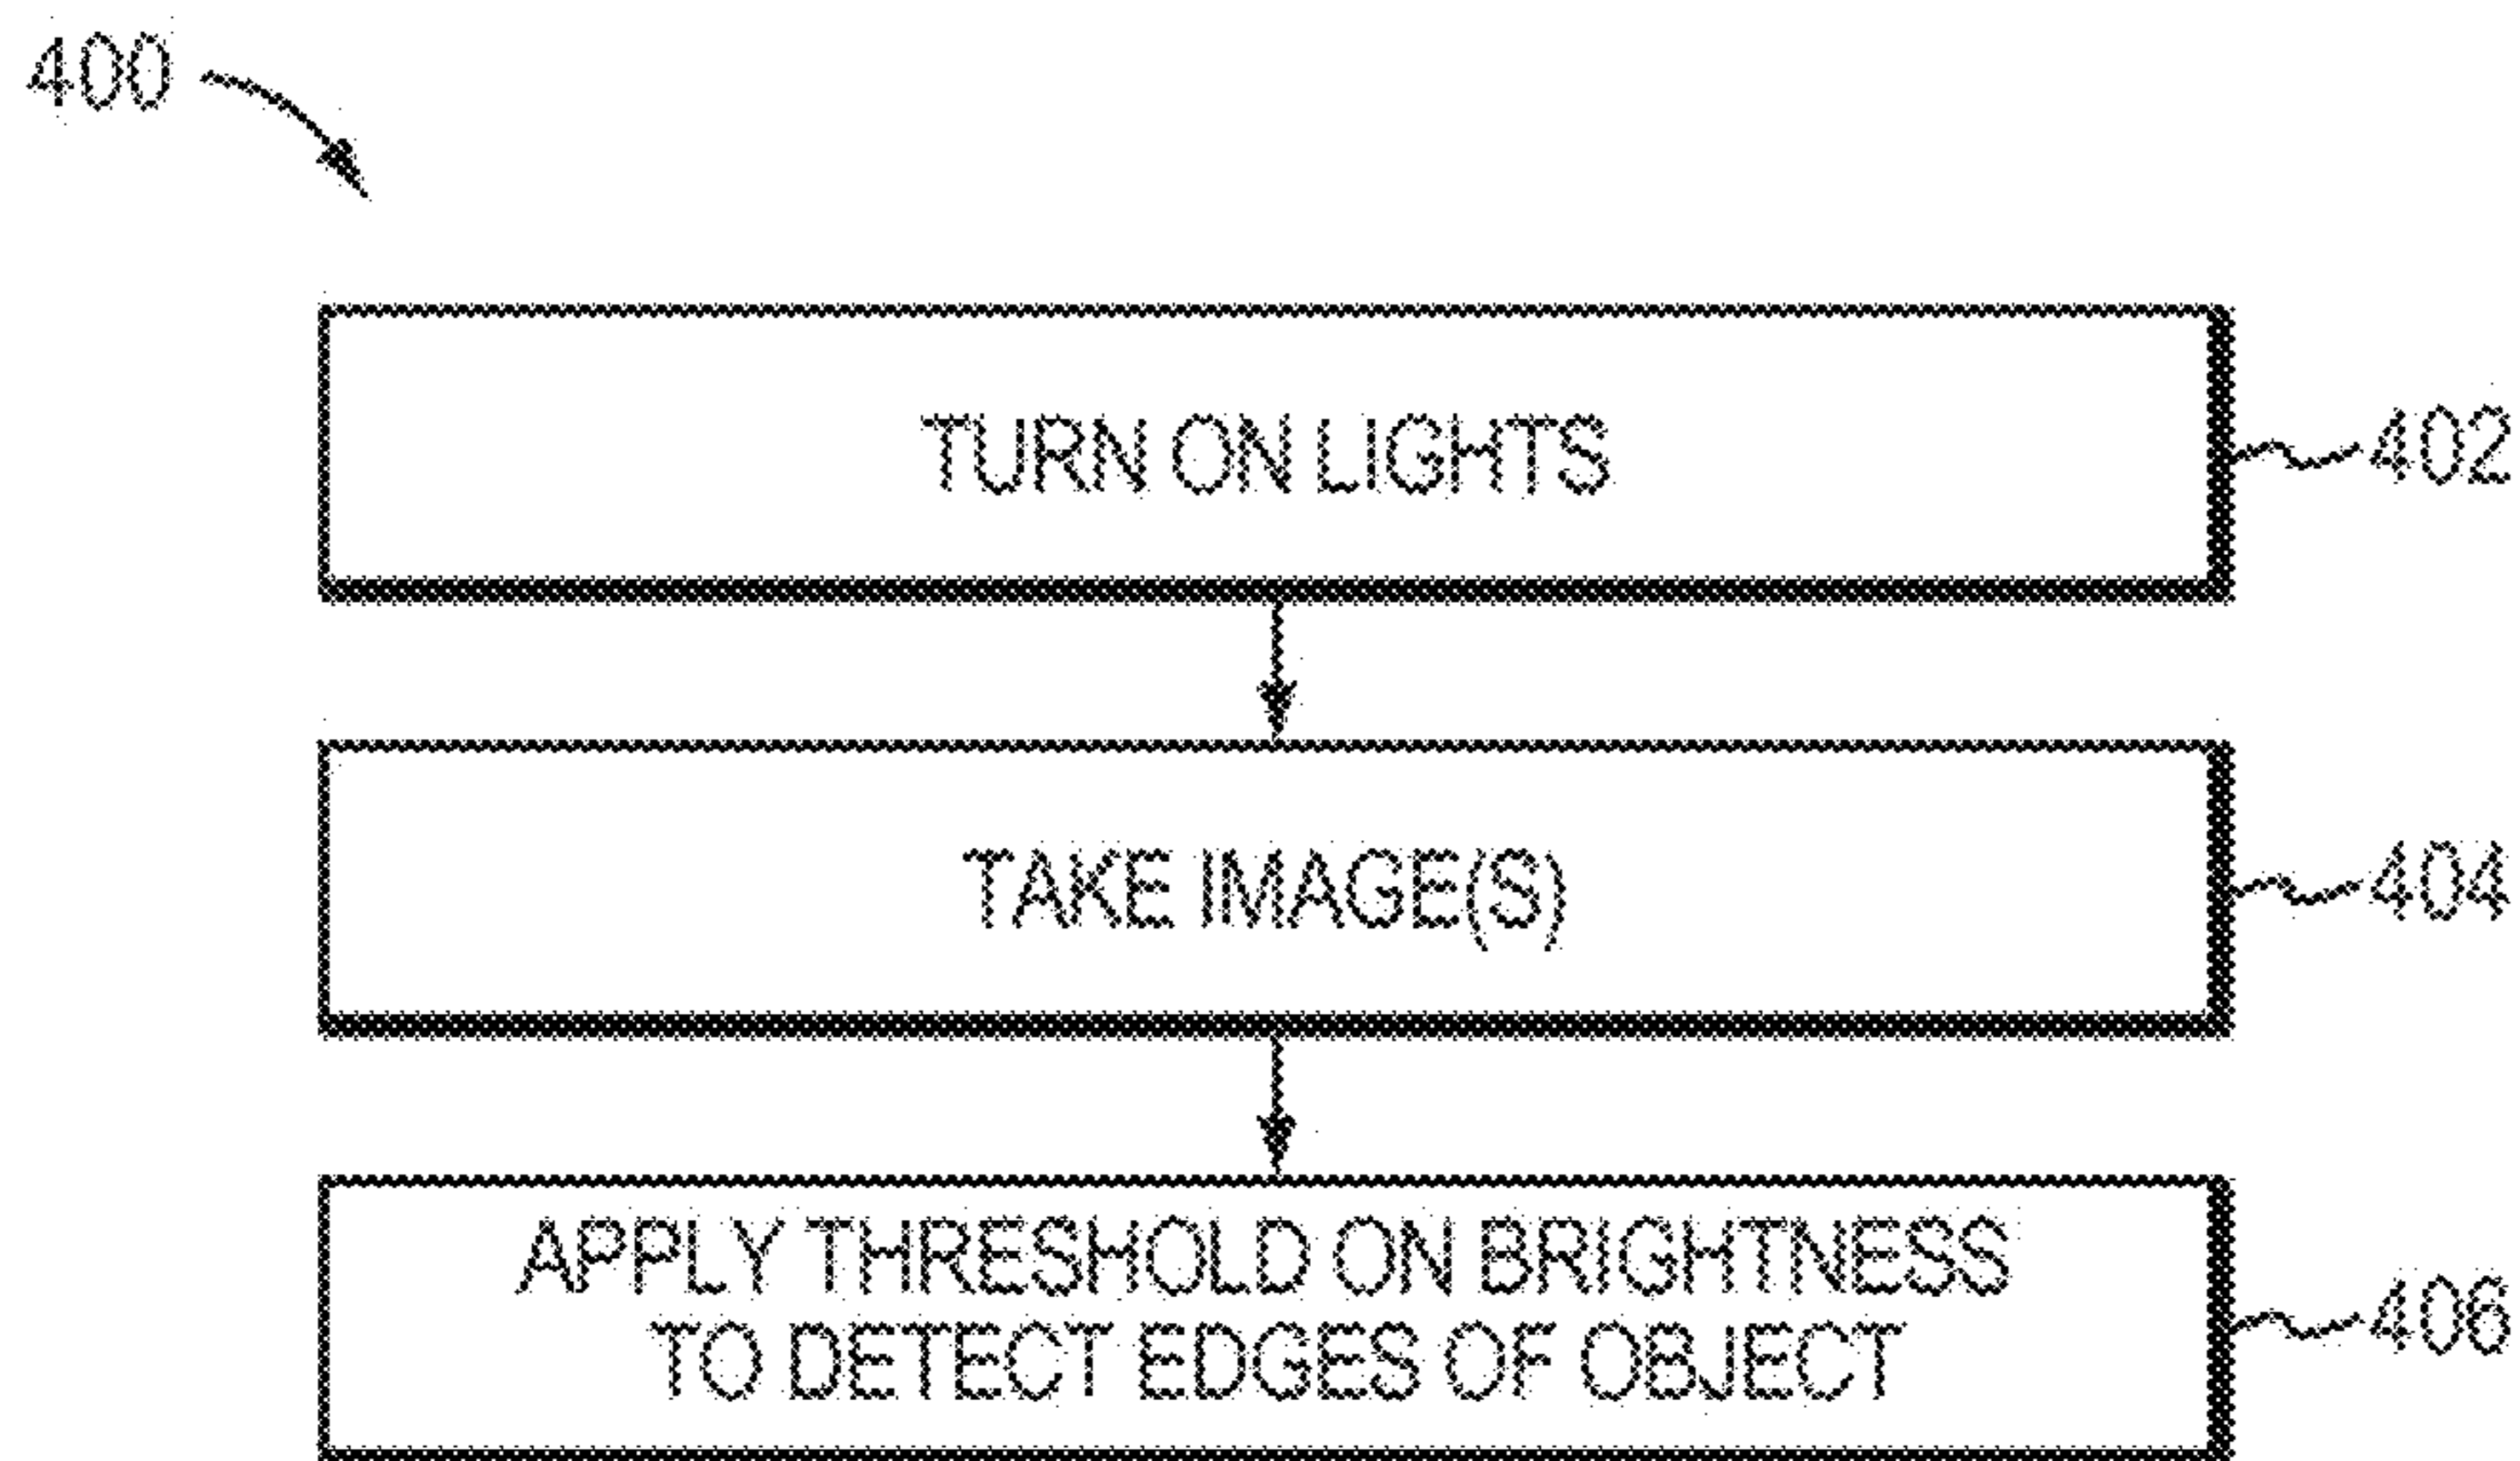 400
TURN ON LIGHTS
402
TAKE IMAGE(S)
404
APPLY THRESHOLD ON BRIGHTNESS
TO DETECT EDGES OF OBJECT
406